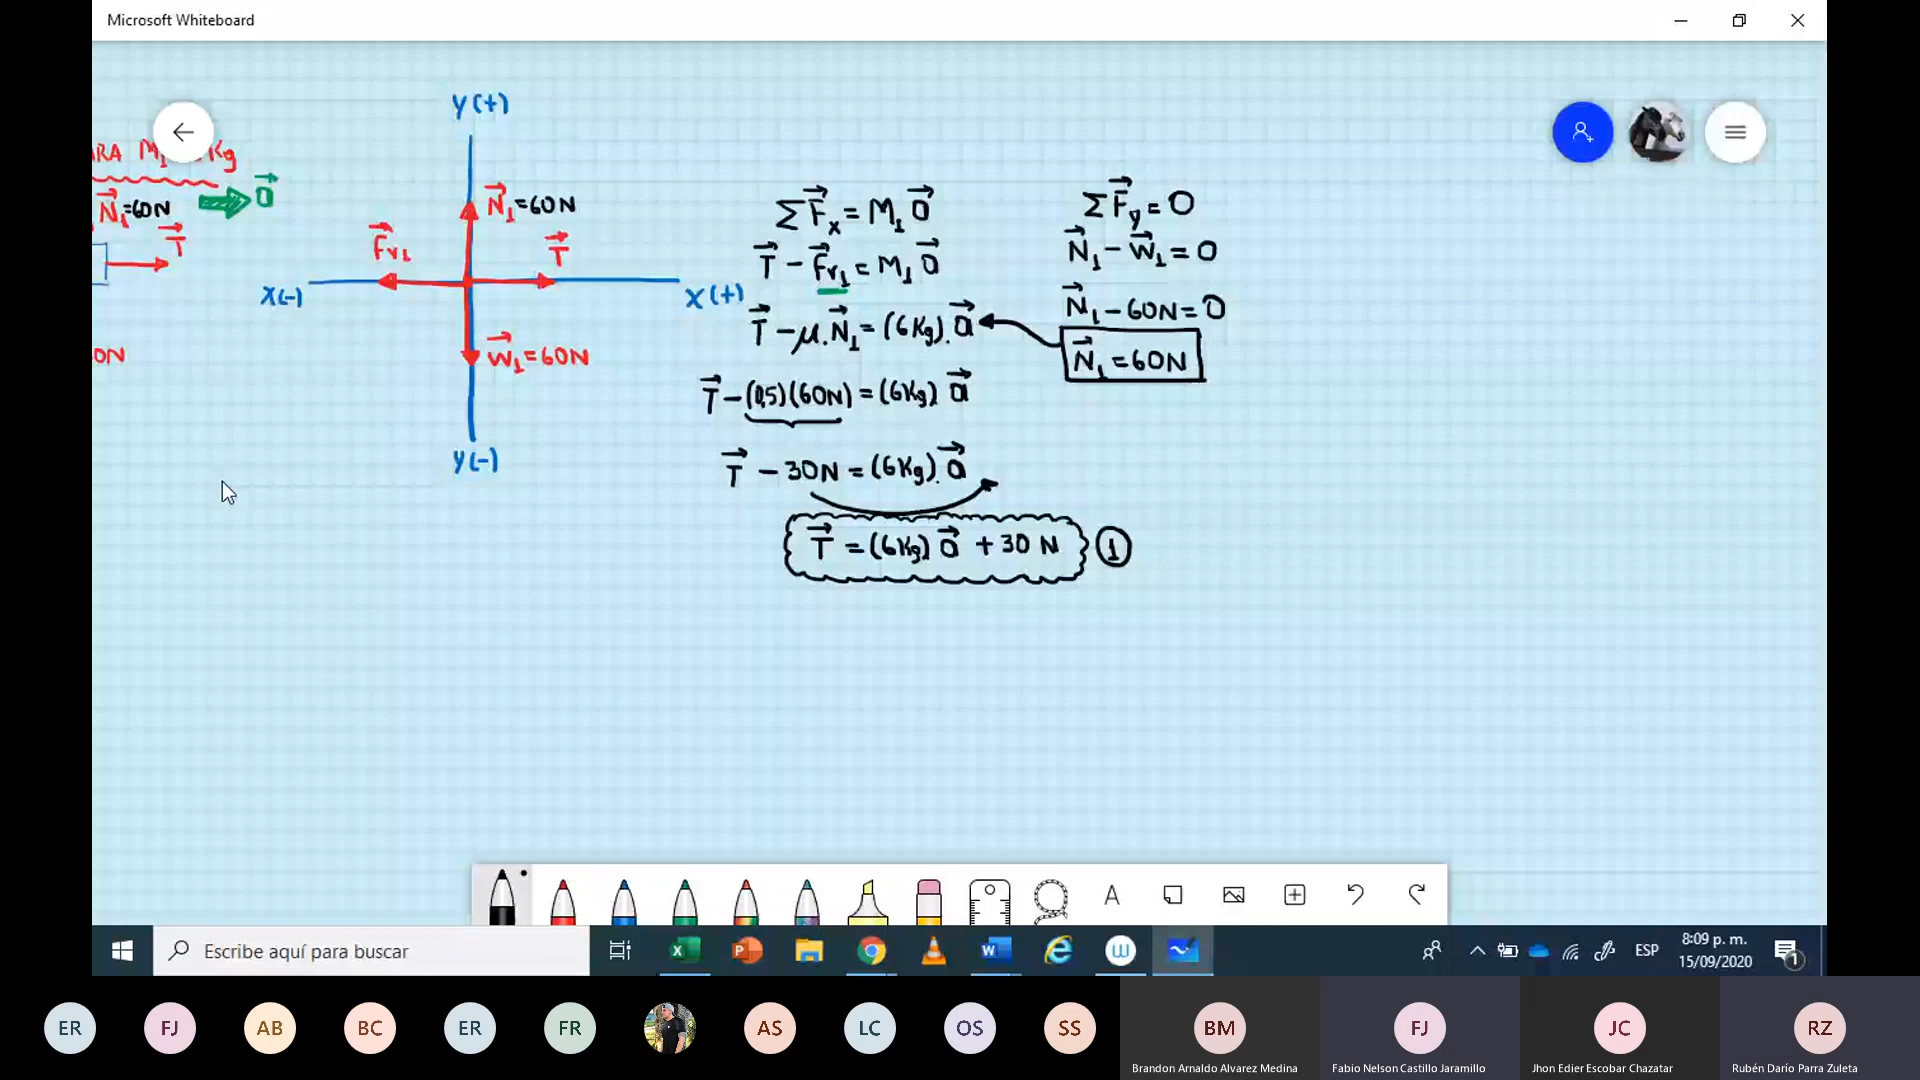 Microsoft Whiteboard
Kg)
a
N₁=60N
T
ON
Y(+)
N₁=60N
Fr₁
T
X(-)
X(+)
W₁=60N
Y(-)
ΣFx = M₁ a
T - Fr₁ = M₁ a
T - μ.N₁ = (6Kg).a
T - (0,5)(60N) = (6Kg) a
T - 30N = (6Kg).a
T = (6Kg) a + 30 N
1
ΣFy = 0
N₁ - W₁ = 0
N₁ - 60N = 0
N₁ = 60N
A
Escribe aquí para buscar
ESP
8:09 p. m.
15/09/2020
1
ER
FJ
AB
BC
ER
FR
AS
LC
OS
SS
BM
Brandon Arnaldo Alvarez Medina
FJ
Fabio Nelson Castillo Jaramillo
JC
Jhon Edier Escobar Chazatar
RZ
Rubén Darío Parra Zuleta